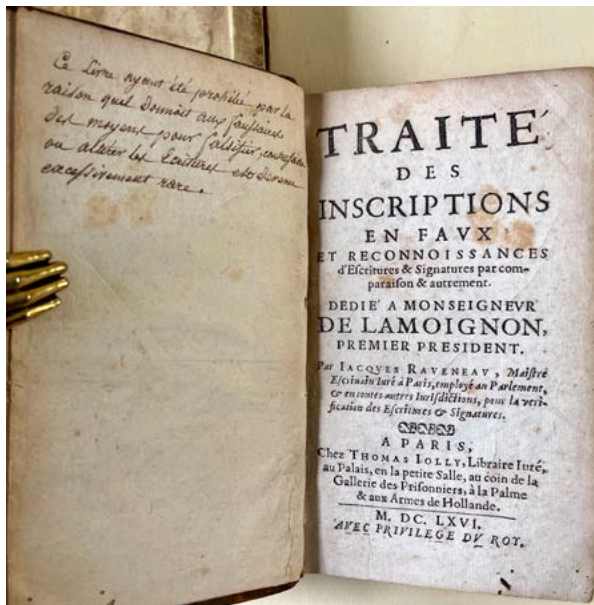 Ce Livre ayant été prohibé par la
raison quil Donnoit aux faussaires
des moyens pour falsifier, contrefaire
ou alterer les Ecritures est Devenu
excessivement rare.
TRAITÉ
DES
INSCRIPTIONS
EN FAVX
ET RECONNOISSANCES
d'Escritures & Signatures par com-
paraison & autrement.
DEDIE' A MONSEIGNEVR
DE LAMOIGNON,
PREMIER PRESIDENT.
Par IACQVES RAVENEAV, Maistre
Escriuain Iuré à Paris, employé au Parlement,
& en toutes autres Iurisdictions, pour la veri-
fication des Escritures & Signatures.
A PARIS,
Chez THOMAS IOLLY, Libraire Iuré,
au Palais, en la petite Salle, au coin de la
Gallerie des Prisonniers, à la Palme
& aux Armes de Hollande.
M. DC. LXVI.
AVEC PRIVILEGE DV ROY.